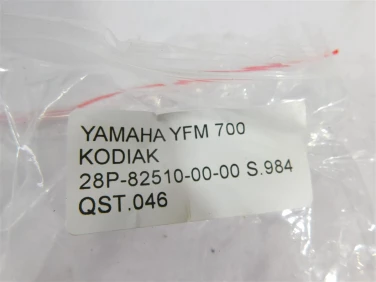 YAMAHA YFM 700
KODIAK
28P-82510-00-00 S.984
QST.046